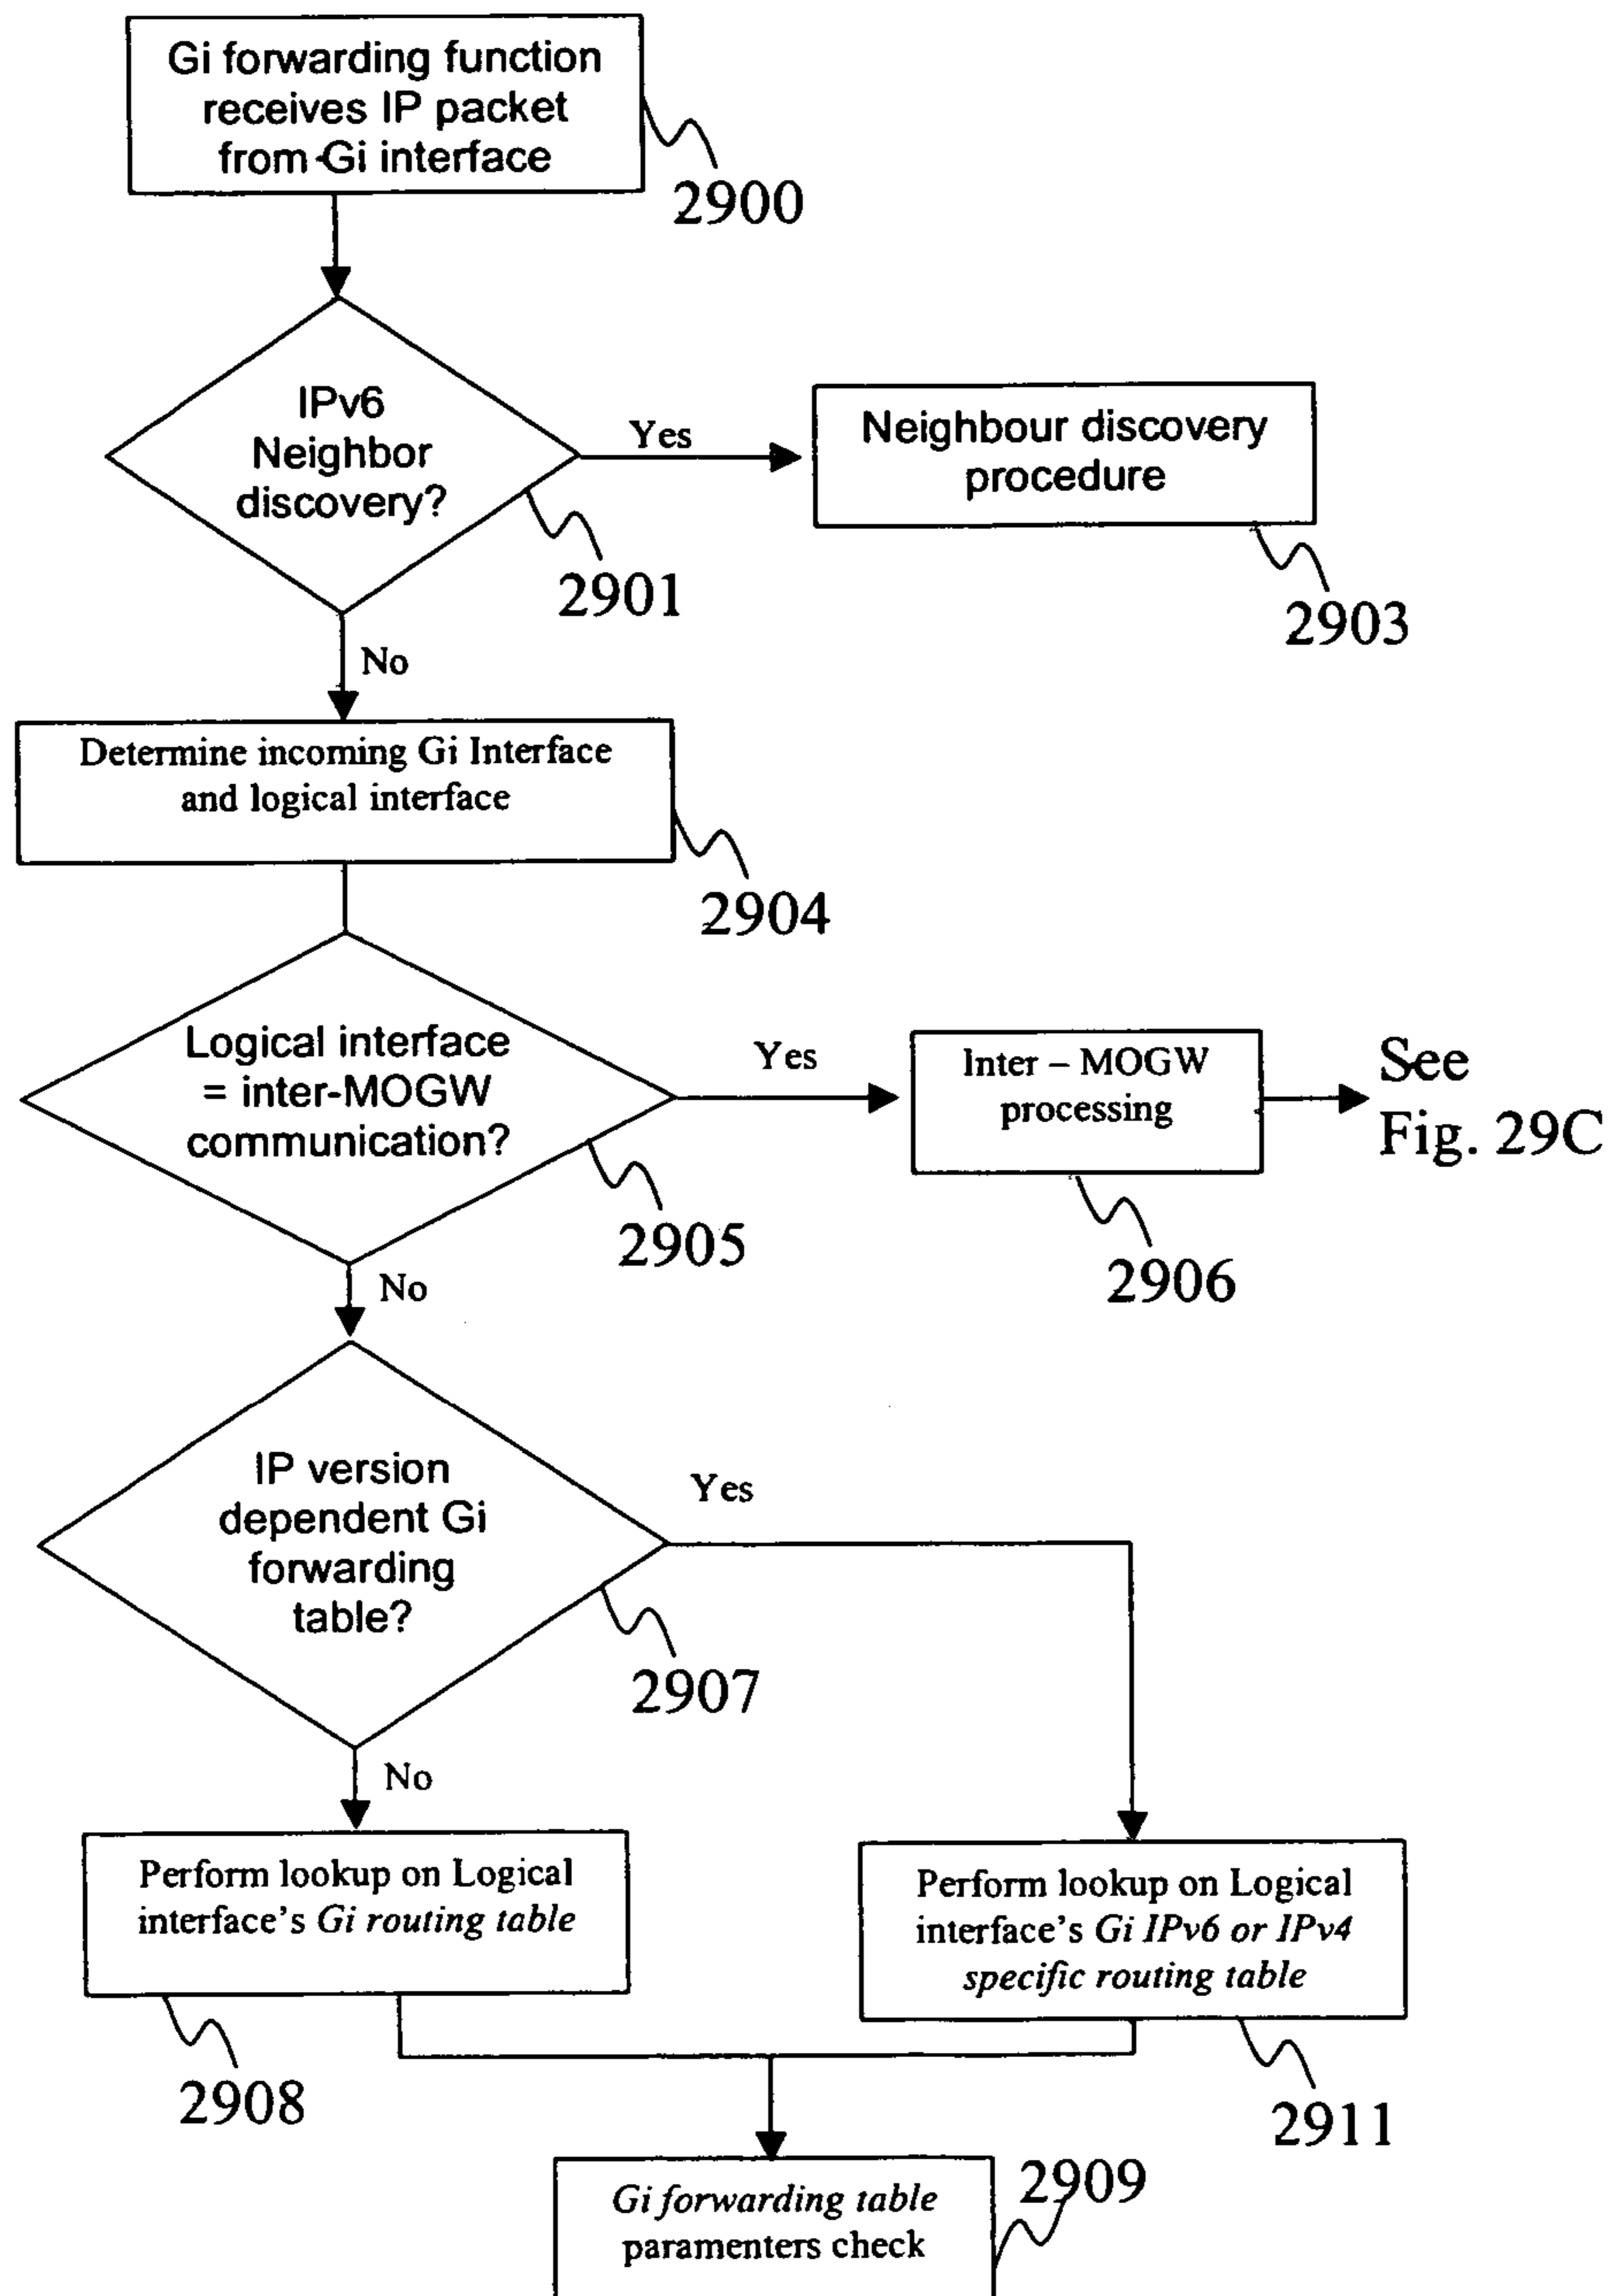 Gi forwarding function
receives IP packet
from Gi interface
2900
IPv6
Neighbor
discovery?
2901
Yes
Neighbour discovery
procedure
2903
No
Determine incoming Gi Interface
and logical interface
2904
Logical interface
= inter-MOGW
communication?
2905
Yes
Inter – MOGW
processing
2906
See
Fig. 29C
No
IP version
dependent Gi
forwarding
table?
2907
Yes
No
Perform lookup on Logical
interface's Gi routing table
2908
Perform lookup on Logical
interface's Gi IPv6 or IPv4
specific routing table
2911
Gi forwarding table
paramenters check
2909